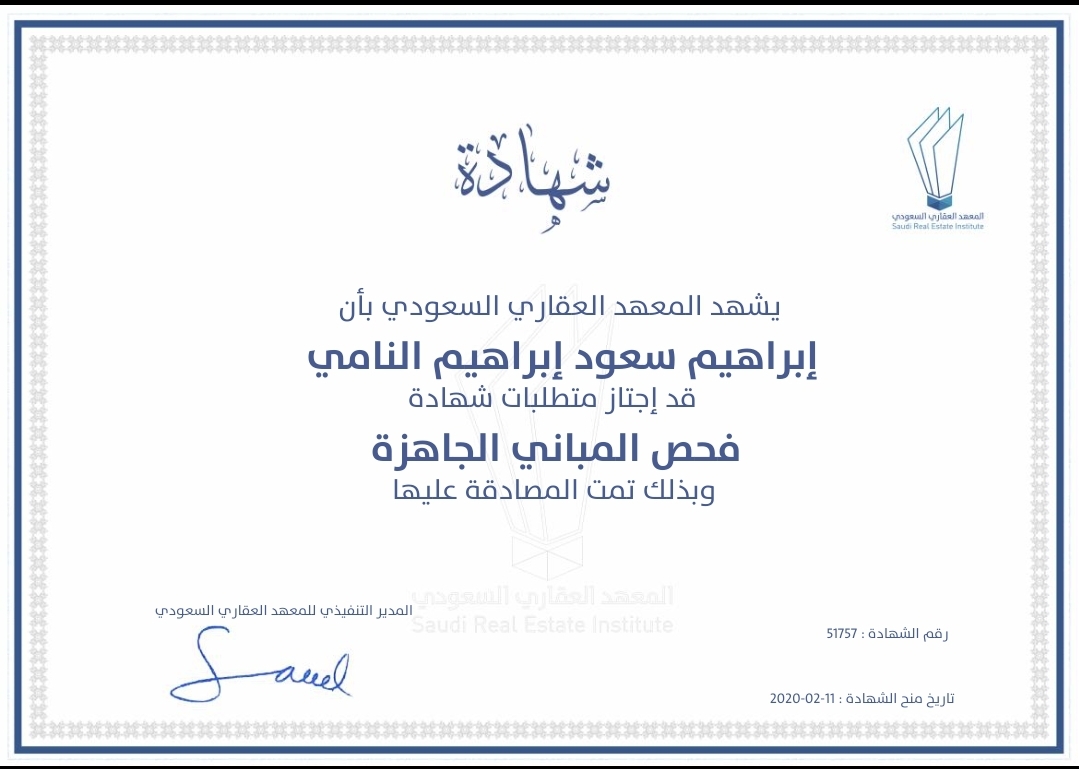 شهادة
المعهد العقاري السعودي
Saudi Real Estate Institute
يشهد المعهد العقاري السعودي بأن
إبراهيم سعود إبراهيم النامي
قد إجتاز متطلبات شهادة
فحص المباني الجاهزة
وبذلك تمت المصادقة عليها
المعهد العقاري السعودي
Saudi Real Estate Institute
المدير التنفيذي للمعهد العقاري السعودي
رقم الشهادة : 51757
تاريخ منح الشهادة : 2020-02-11